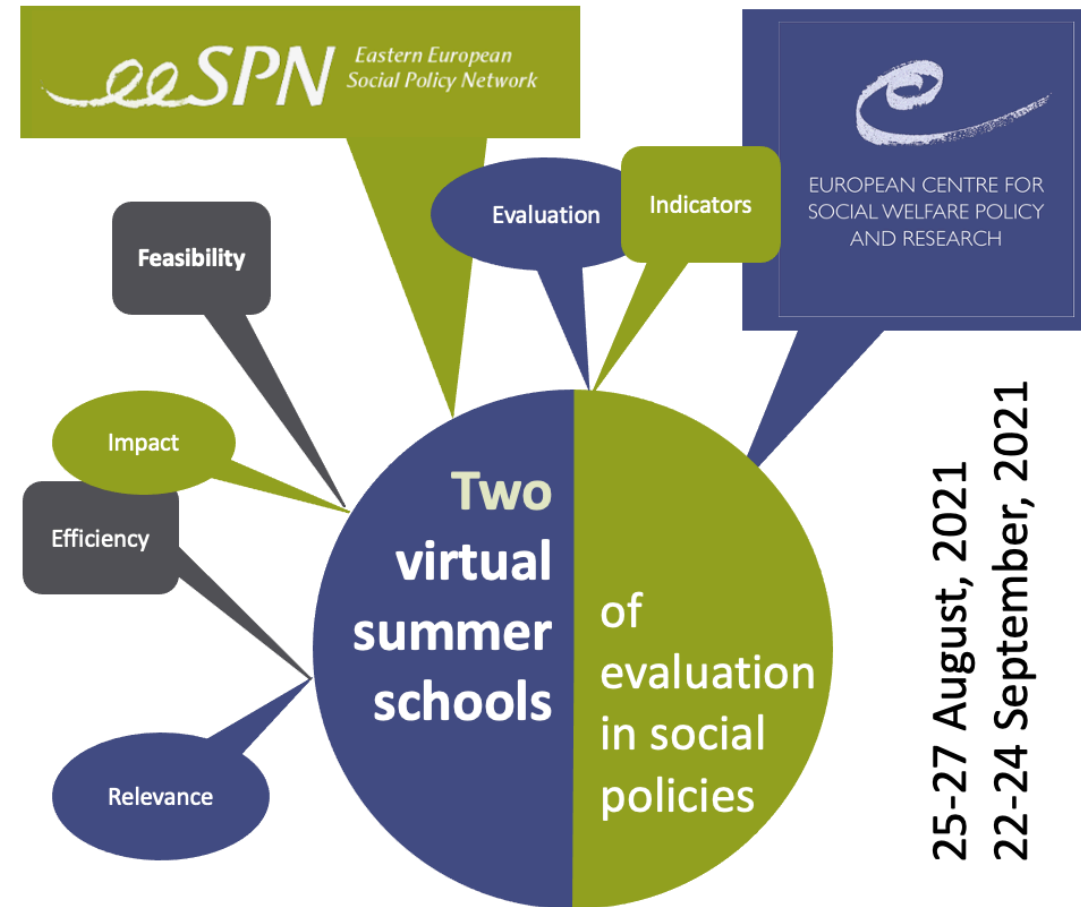 eeSPN
Eastern European
Social Policy Network
EUROPEAN CENTRE FOR
SOCIAL WELFARE POLICY
AND RESEARCH
Evaluation
Indicators
Feasibility
Impact
Efficiency
Relevance
Two
virtual
summer
schools
of
evaluation
in social
policies
25-27 August, 2021
22-24 September, 2021